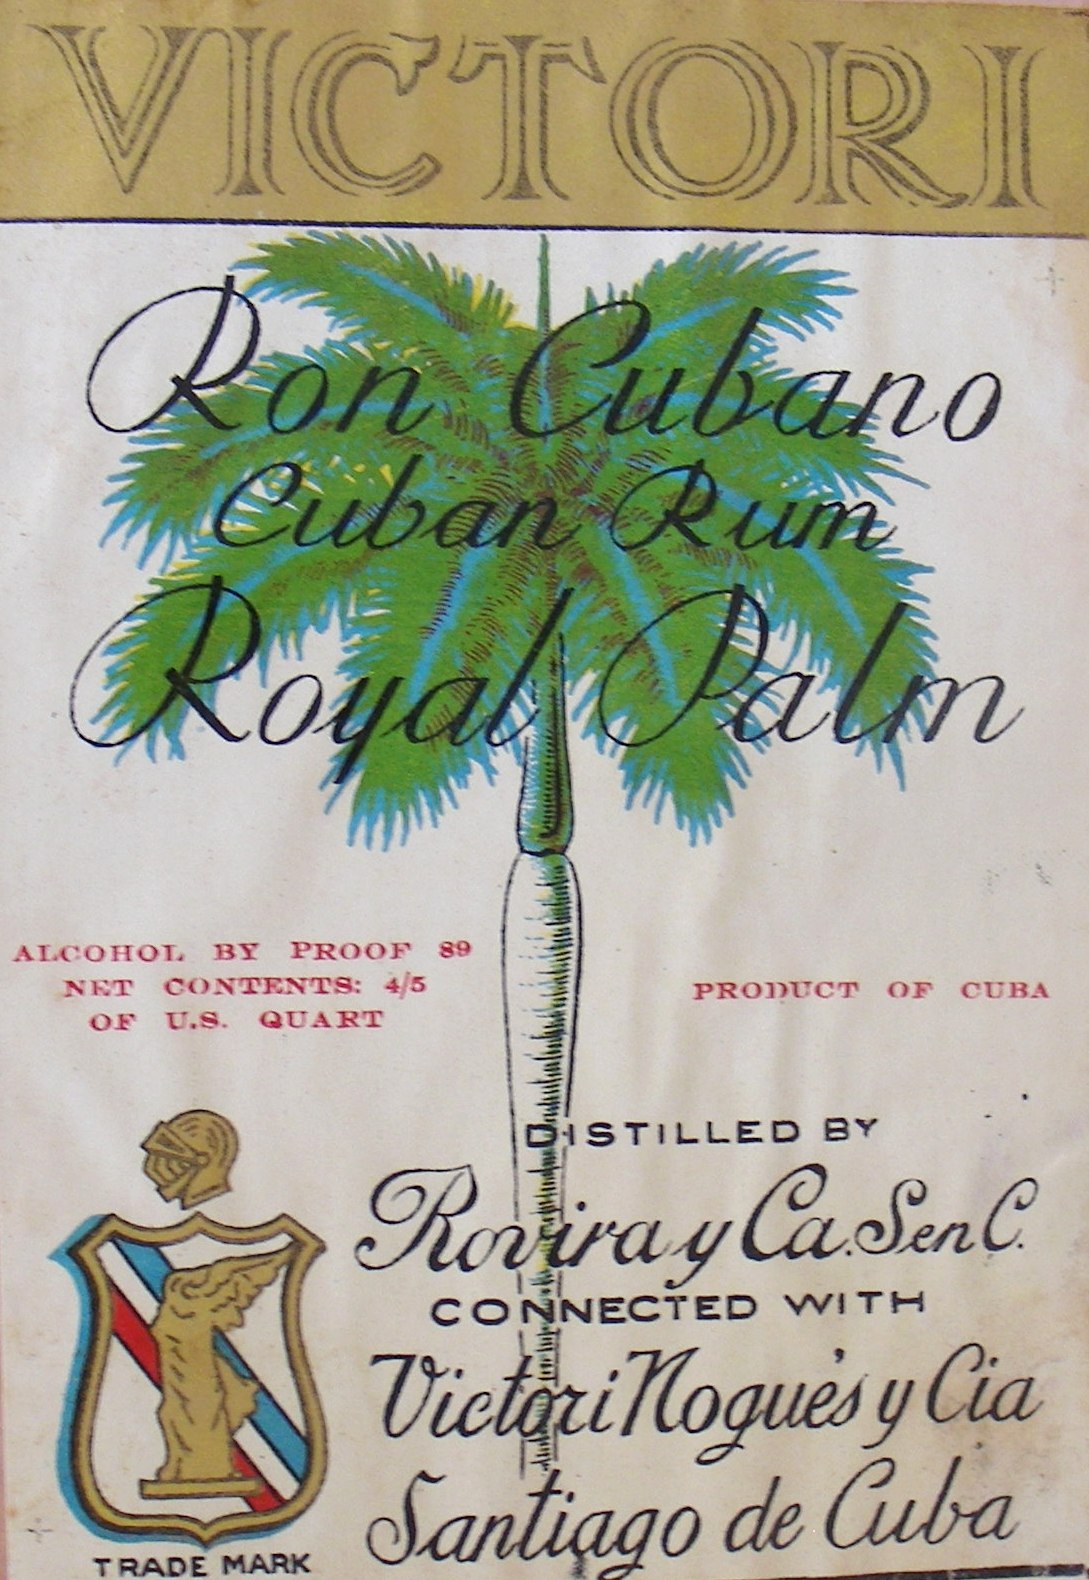 VICTORI
Ron Cubano
Cuban Rum
Royal Palm
ALCOHOL BY PROOF 89
NET CONTENTS: 4/5
OF U.S. QUART
PRODUCT OF CUBA
DISTILLED BY
Rovira y Ca. Sen C.
CONNECTED WITH
Victori Nogués y Cia
Santiago de Cuba
TRADE MARK